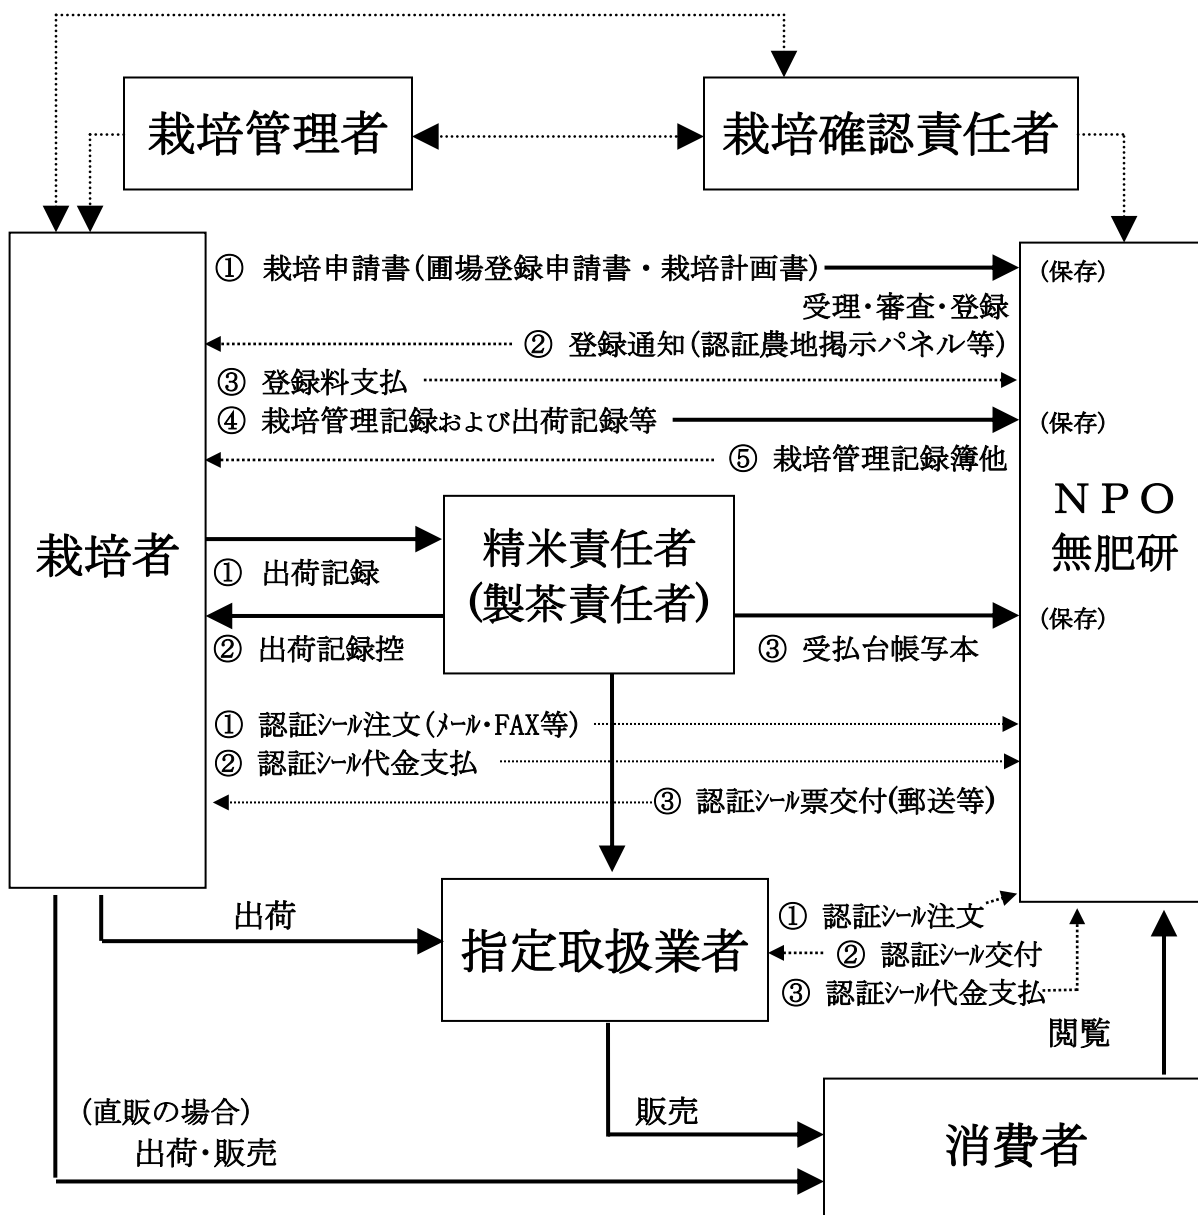 栽培管理者
栽培確認責任者
① 栽培申請書(圃場登録申請書・栽培計画書)
(保存)
受理・審査・登録
② 登録通知(認証農地掲示パネル等)
③ 登録料支払
④ 栽培管理記録および出荷記録等
(保存)
⑤ 栽培管理記録簿他
栽培者
NPO
無肥研
精米責任者
(製茶責任者)
① 出荷記録
② 出荷記録控
③ 受払台帳写本
(保存)
① 認証ｼｰﾙ注文(ﾒｰﾙ・FAX等)
② 認証ｼｰﾙ代金支払
③ 認証ｼｰﾙ票交付(郵送等)
出荷
指定取扱業者
① 認証ｼｰﾙ注文
② 認証ｼｰﾙ交付
③ 認証ｼｰﾙ代金支払
閲覧
(直販の場合)
出荷・販売
販売
消費者